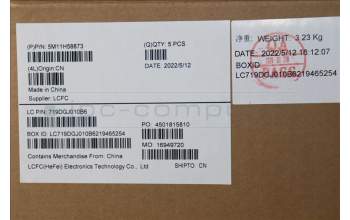 (P)P/N: 5M11H58873
(Q)QTY: 5 PCS
(4L)Origin:CN
DATE: 2022/5/12
Made in China
Supplier: LCFC
净 WEIGHT: 3.23 Kg
DATE: 2022/5/12 16:12:07
BOX ID:
LC719DGJ010B6219465254
LC P/N: 719DGJ010B6
PO: 4501815810
BOX ID: LC719DGJ010B6219465254
MO: 16949720
Contains Merchandise From: China
LCFC(HeFei) Electronics Technology Co., Ltd
SHIPTO: CN